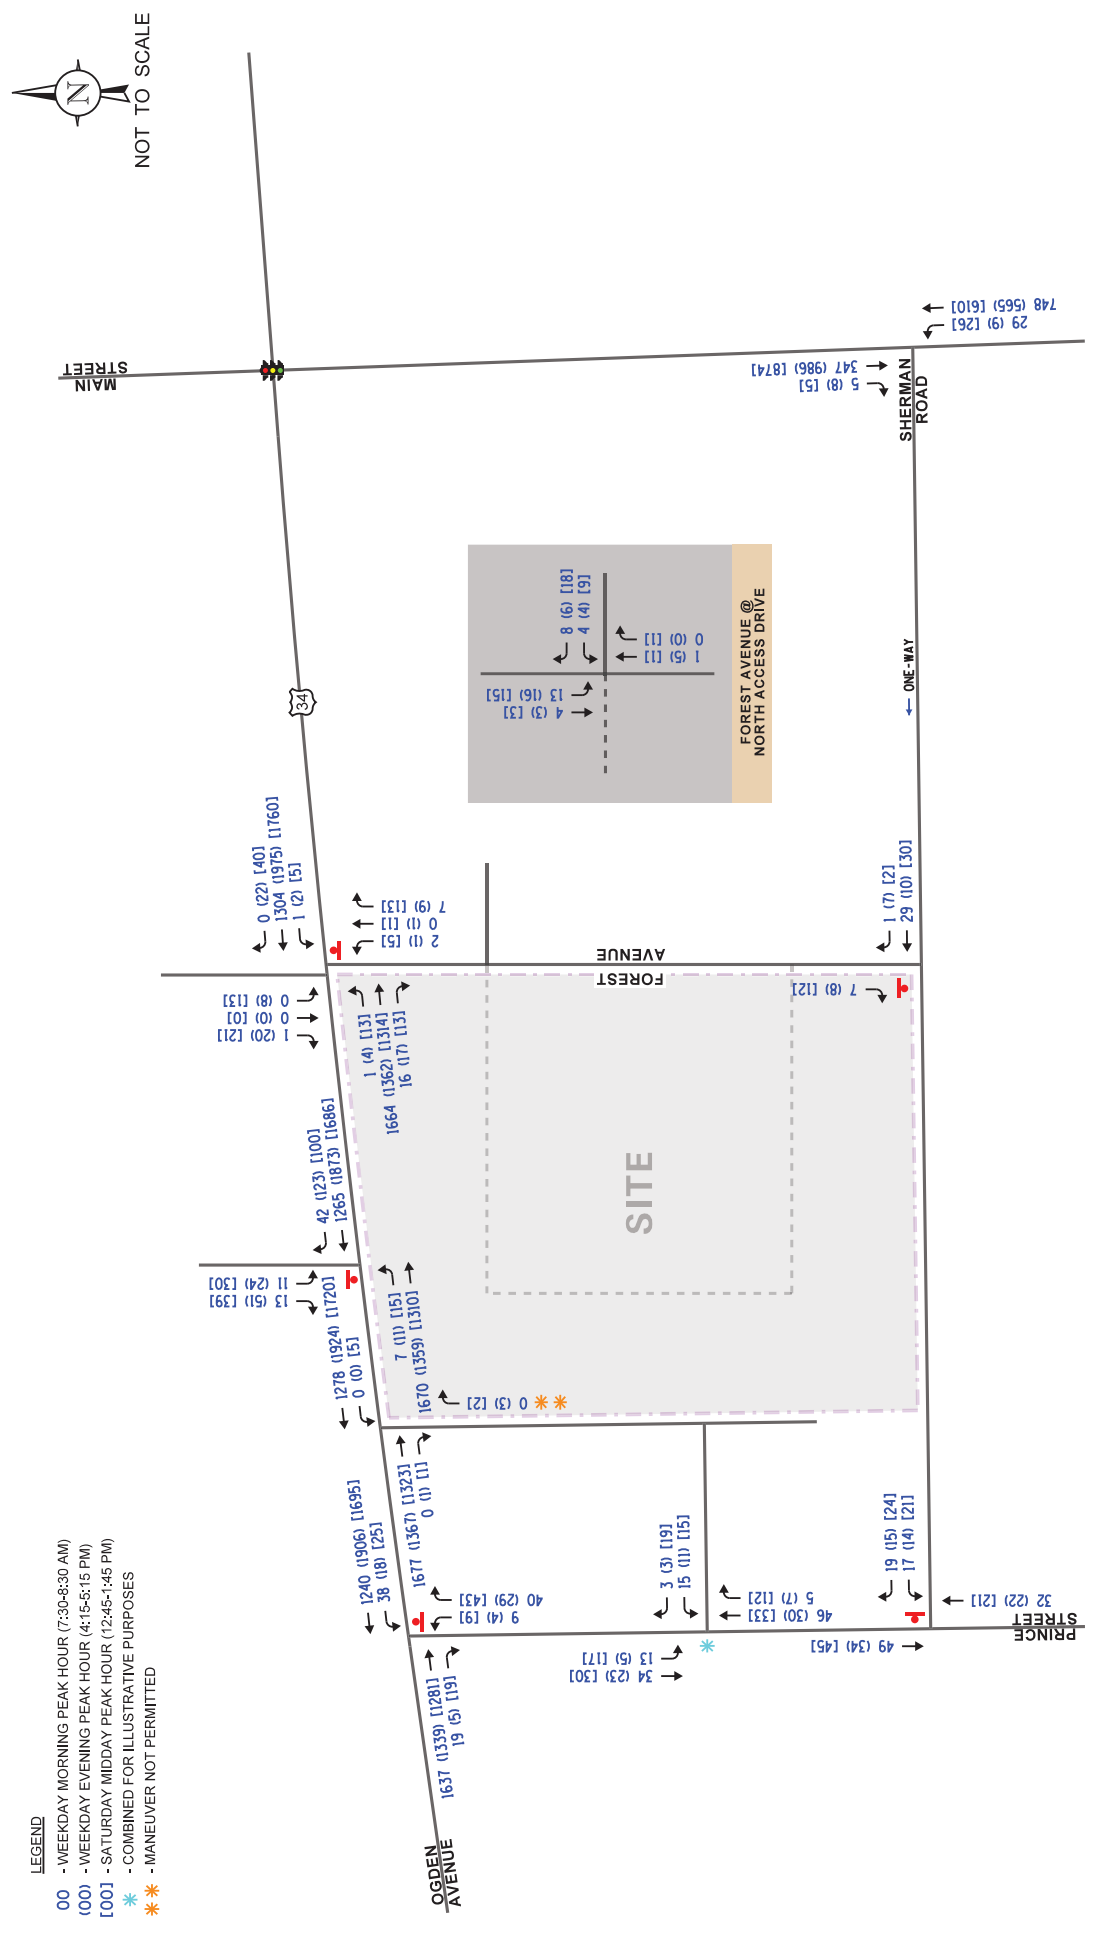 LEGEND
00 - WEEKDAY MORNING PEAK HOUR (7:30-8:30 AM)
(00) - WEEKDAY EVENING PEAK HOUR (4:15-5:15 PM)
[00] - SATURDAY MIDDAY PEAK HOUR (12:45-1:45 PM)
* - COMBINED FOR ILLUSTRATIVE PURPOSES
** - MANEUVER NOT PERMITTED
N
NOT TO SCALE
MAIN
STREET
34
OGDEN
AVENUE
0 (22) [40]
1304 (1975) [1760]
1 (2) [5]
7 (9) [13]
0 (1) [1]
2 (1) [5]
0 (8) [13]
0 (0) [0]
1 (20) [21]
1 (4) [13]
1664 (1362) [1314]
16 (17) [13]
42 (123) [100]
1265 (1873) [1686]
11 (24) [30]
13 (51) [39]
7 (11) [15]
1670 (1359) [1310]
1278 (1924) [1720]
0 (0) [5]
0 (3) [2]
**
1677 (1367) [1323]
0 (1) [1]
1240 (1906) [1695]
38 (18) [25]
40 (29) [43]
9 (4) [9]
1637 (1339) [1281]
19 (5) [19]
FOREST
AVENUE
SITE
8 (6) [18]
4 (4) [9]
0 (0) [1]
1 (5) [1]
13 (16) [15]
4 (3) [3]
FOREST AVENUE @
NORTH ACCESS DRIVE
3 (3) [19]
15 (11) [15]
5 (7) [12]
46 (30) [33]
13 (5) [17]
34 (23) [30]
*
347 (986) [874]
5 (8) [5]
748 (565) [610]
29 (9) [26]
SHERMAN
ROAD
ONE-WAY
1 (7) [2]
29 (10) [30]
7 (8) [12]
19 (15) [24]
17 (14) [21]
32 (22) [21]
49 (34) [45]
PRINCE
STREET